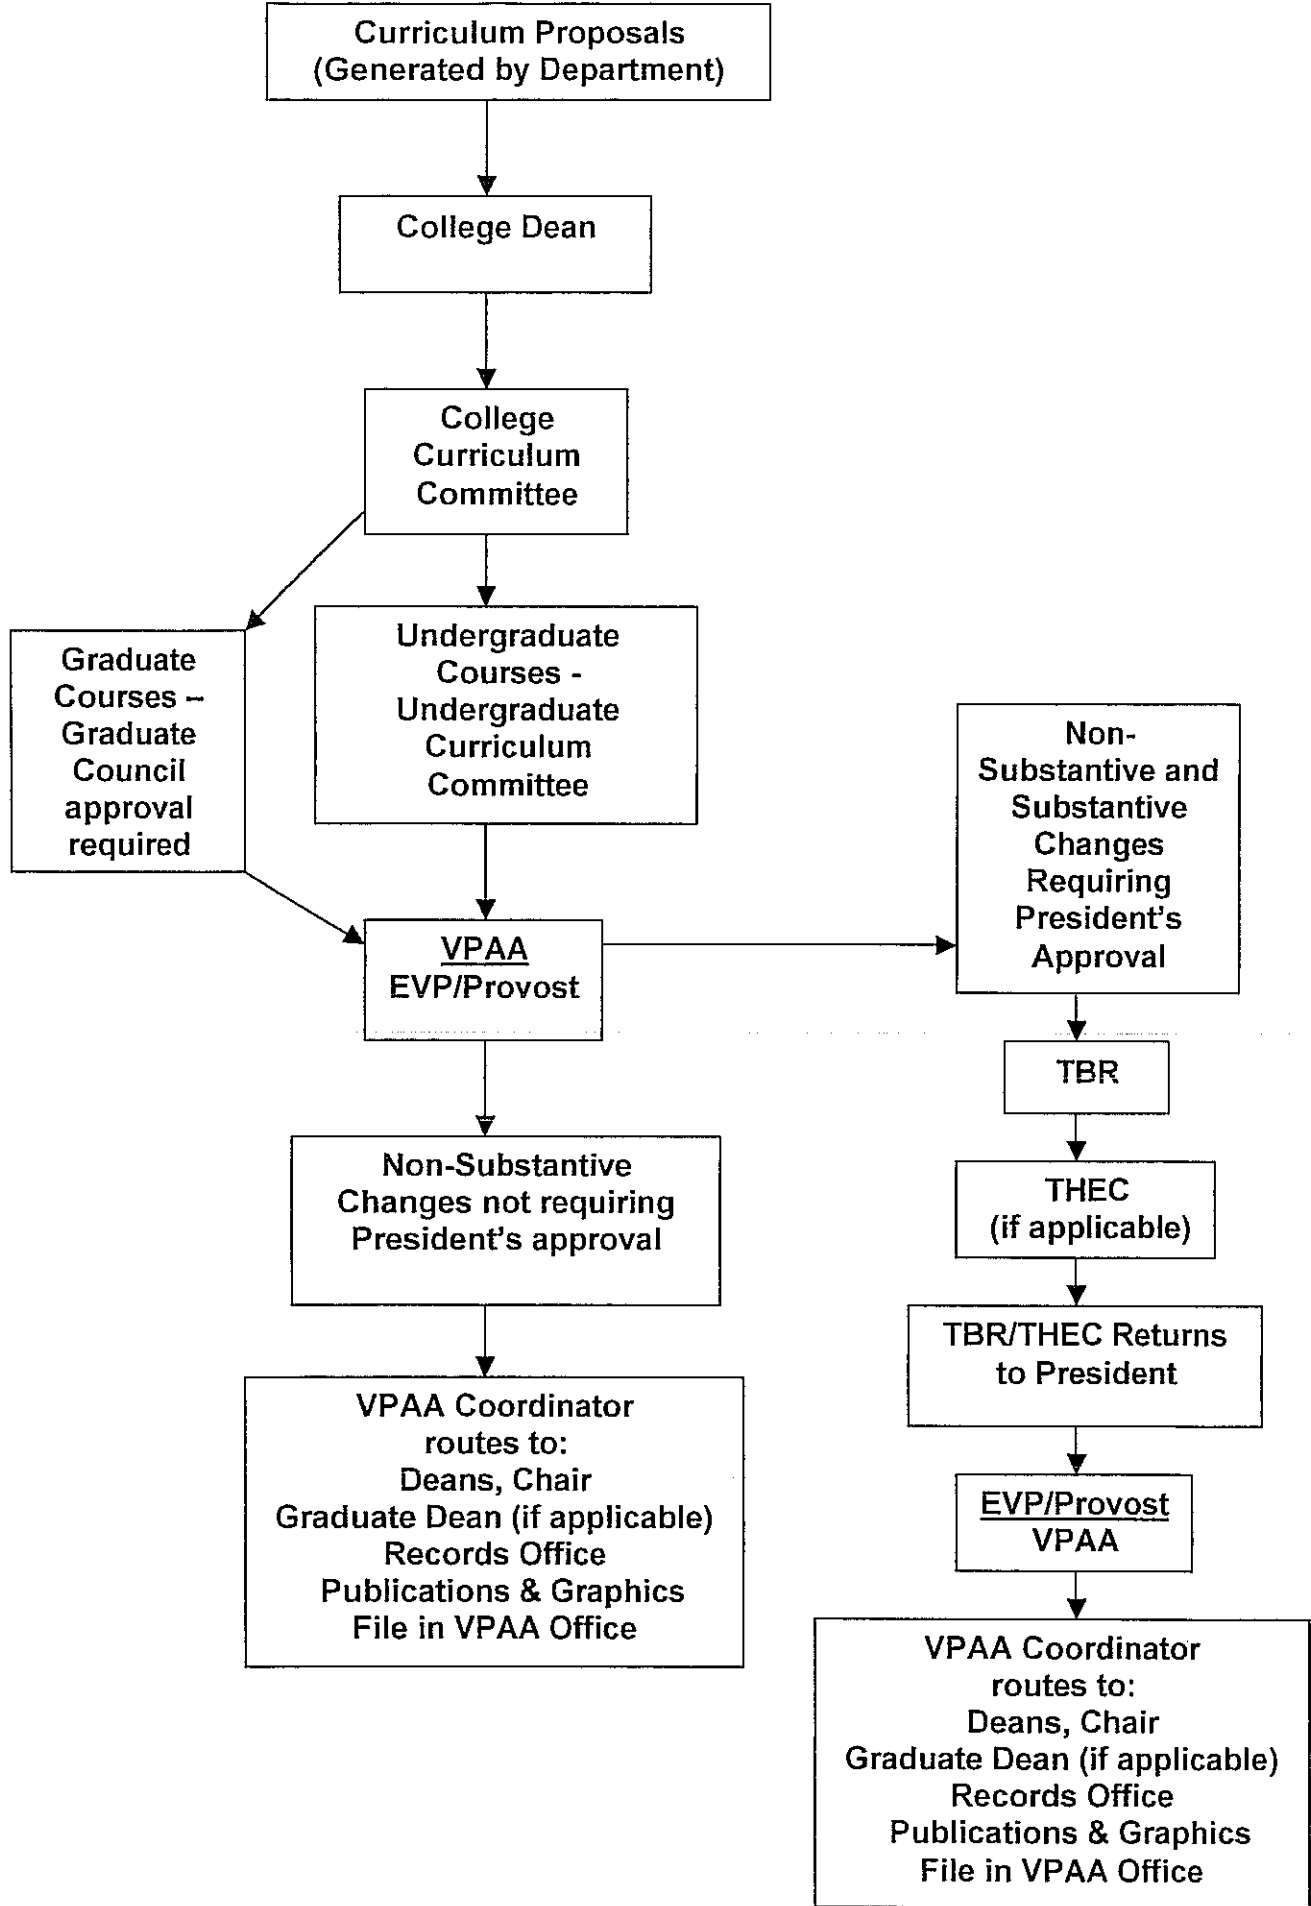 Curriculum Proposals
(Generated by Department)
College Dean
College
Curriculum
Committee
Graduate
Courses –
Graduate
Council
approval
required
Undergraduate
Courses -
Undergraduate
Curriculum
Committee
Non-
Substantive and
Substantive
Changes
Requiring
President's
Approval
VPAA
EVP/Provost
TBR
Non-Substantive
Changes not requiring
President's approval
THEC
(if applicable)
TBR/THEC Returns
to President
VPAA Coordinator
routes to:
Deans, Chair
Graduate Dean (if applicable)
Records Office
Publications & Graphics
File in VPAA Office
EVP/Provost
VPAA
VPAA Coordinator
routes to:
Deans, Chair
Graduate Dean (if applicable)
Records Office
Publications & Graphics
File in VPAA Office